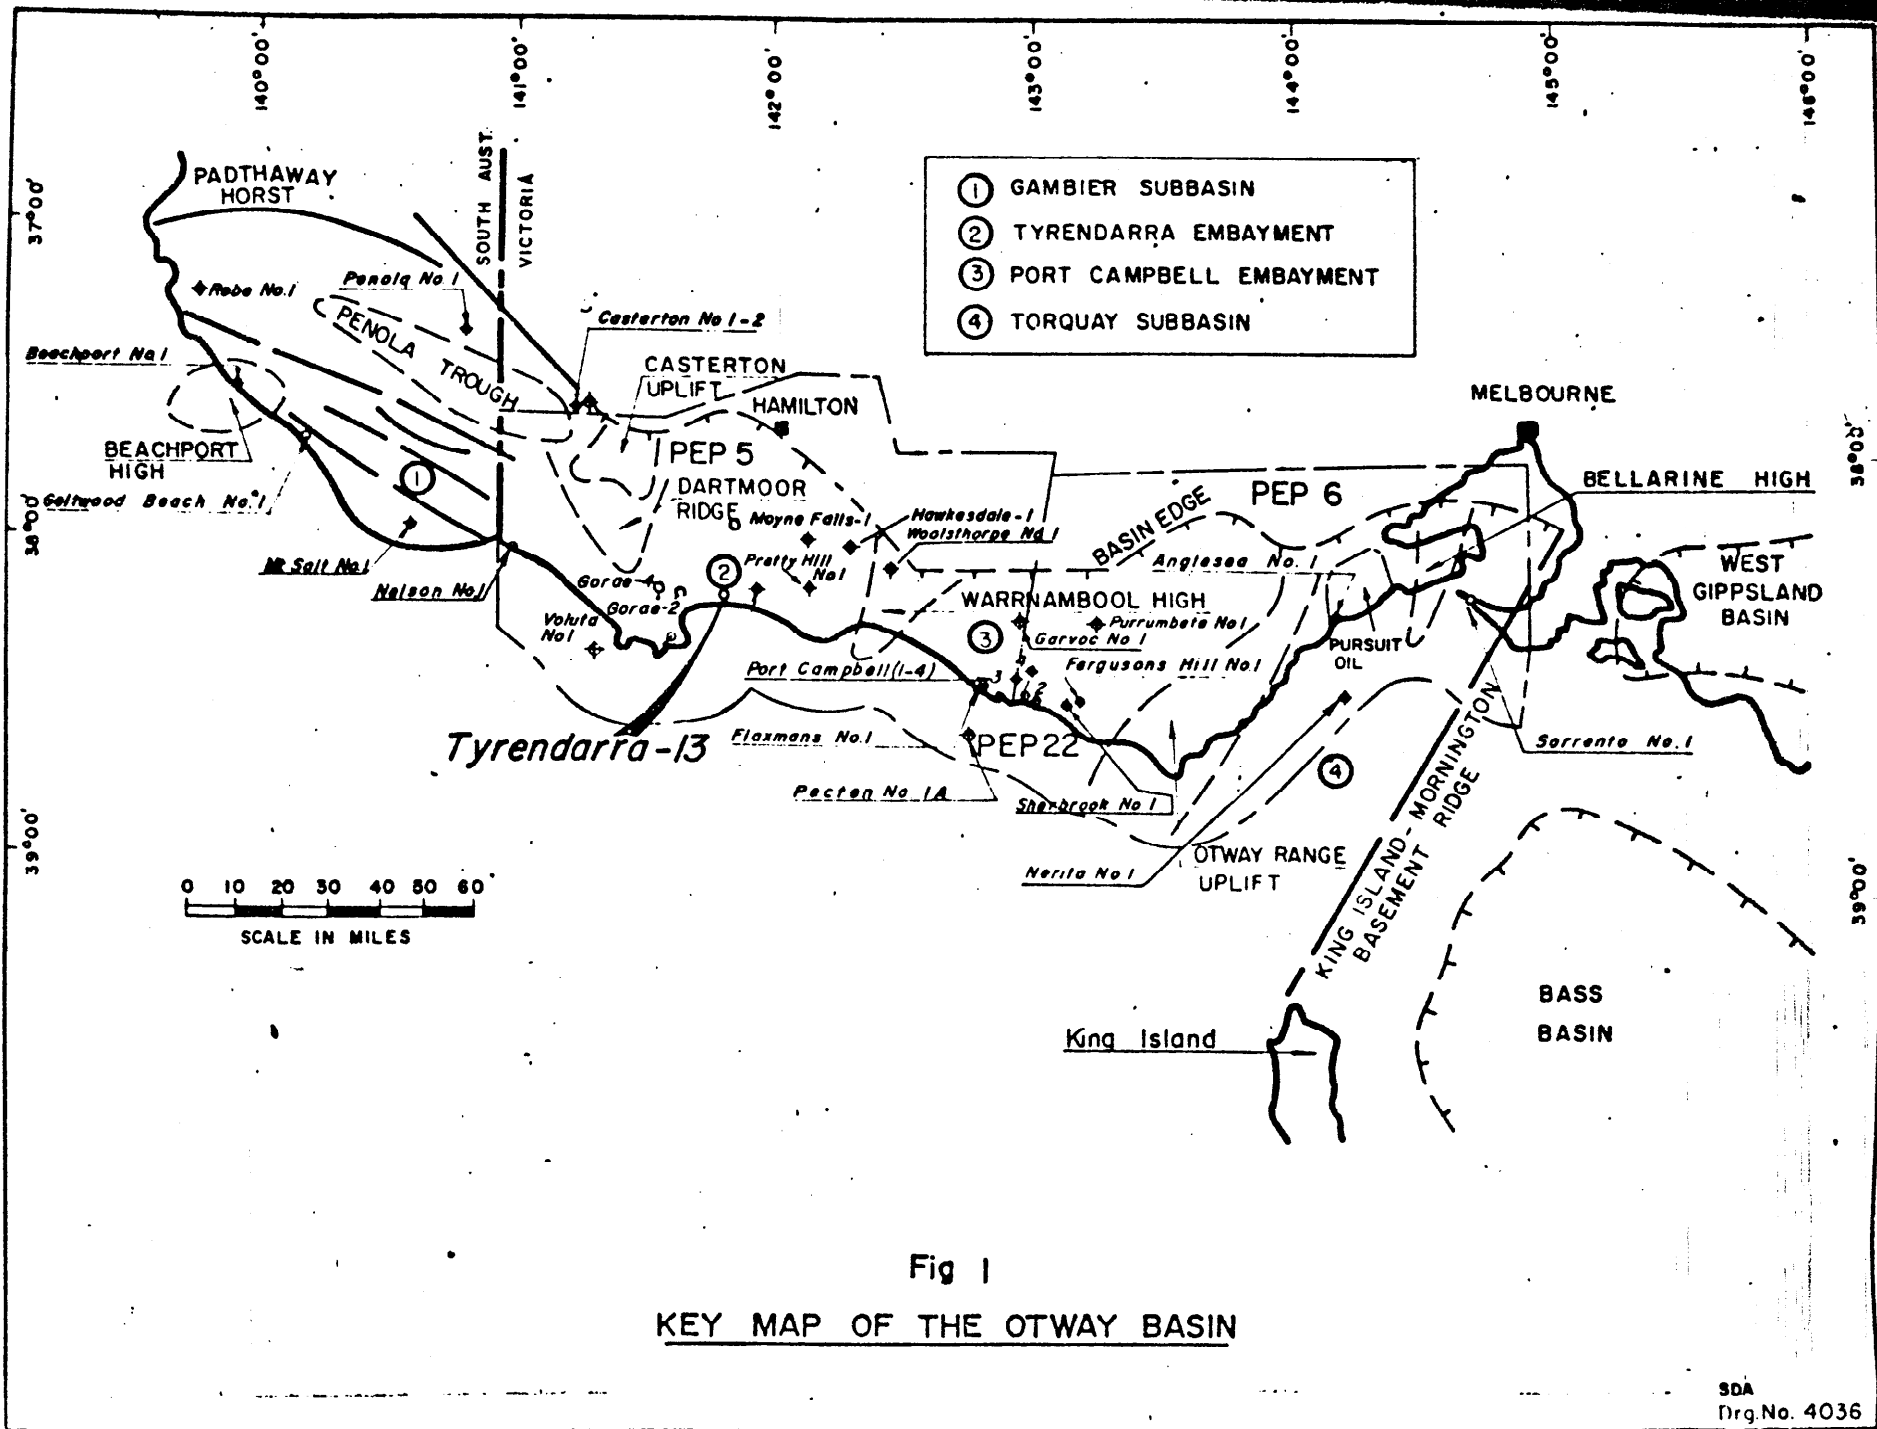 140°00'
141°00'
142°00'
143°00'
144°00'
145°00'
146°00'
37°00'
38°00'
39°00'
38°00'
39°00'
PADTHAWAY
HORST
SOUTH AUST.
VICTORIA
① GAMBIER SUBBASIN
② TYRENDARRA EMBAYMENT
③ PORT CAMPBELL EMBAYMENT
④ TORQUAY SUBBASIN
Robe No.1
Penola No 1
PENOLA TROUGH
Casterton No 1-2
Beachport No.1
CASTERTON
UPLIFT
HAMILTON
MELBOURNE
BEACHPORT
HIGH
①
PEP 5
DARTMOOR
RIDGE
PEP 6
BELLARINE HIGH
Geltwood Beach No.1
Moyne Falls-1
Hawkesdale-1
Woolsthorpe No.1
BASIN EDGE
Anglesea No. 1
WEST
GIPPSLAND
BASIN
Mt Salt No.1
Nelson No.1
Gorae-1
Gorae-2
②
Pretty Hill
No1
WARRNAMBOOL HIGH
Purrumbete No 1
Voluta
No 1
③
Garvoc No 1
PURSUIT
OIL
Port Campbell(1-4)
3
2
Fergusons Hill No.1
Tyrendarra-13
Flaxmans No.1
PEP 22
Sorrento No. 1
Pecten No. 1A
Sherbrook No 1
④
KING ISLAND - MORNINGTON
BASEMENT RIDGE
Nerita No 1
OTWAY RANGE
UPLIFT
0 10 20 30 40 50 60
SCALE IN MILES
BASS
BASIN
King Island
Fig 1
KEY MAP OF THE OTWAY BASIN
SDA
Drg.No. 4036